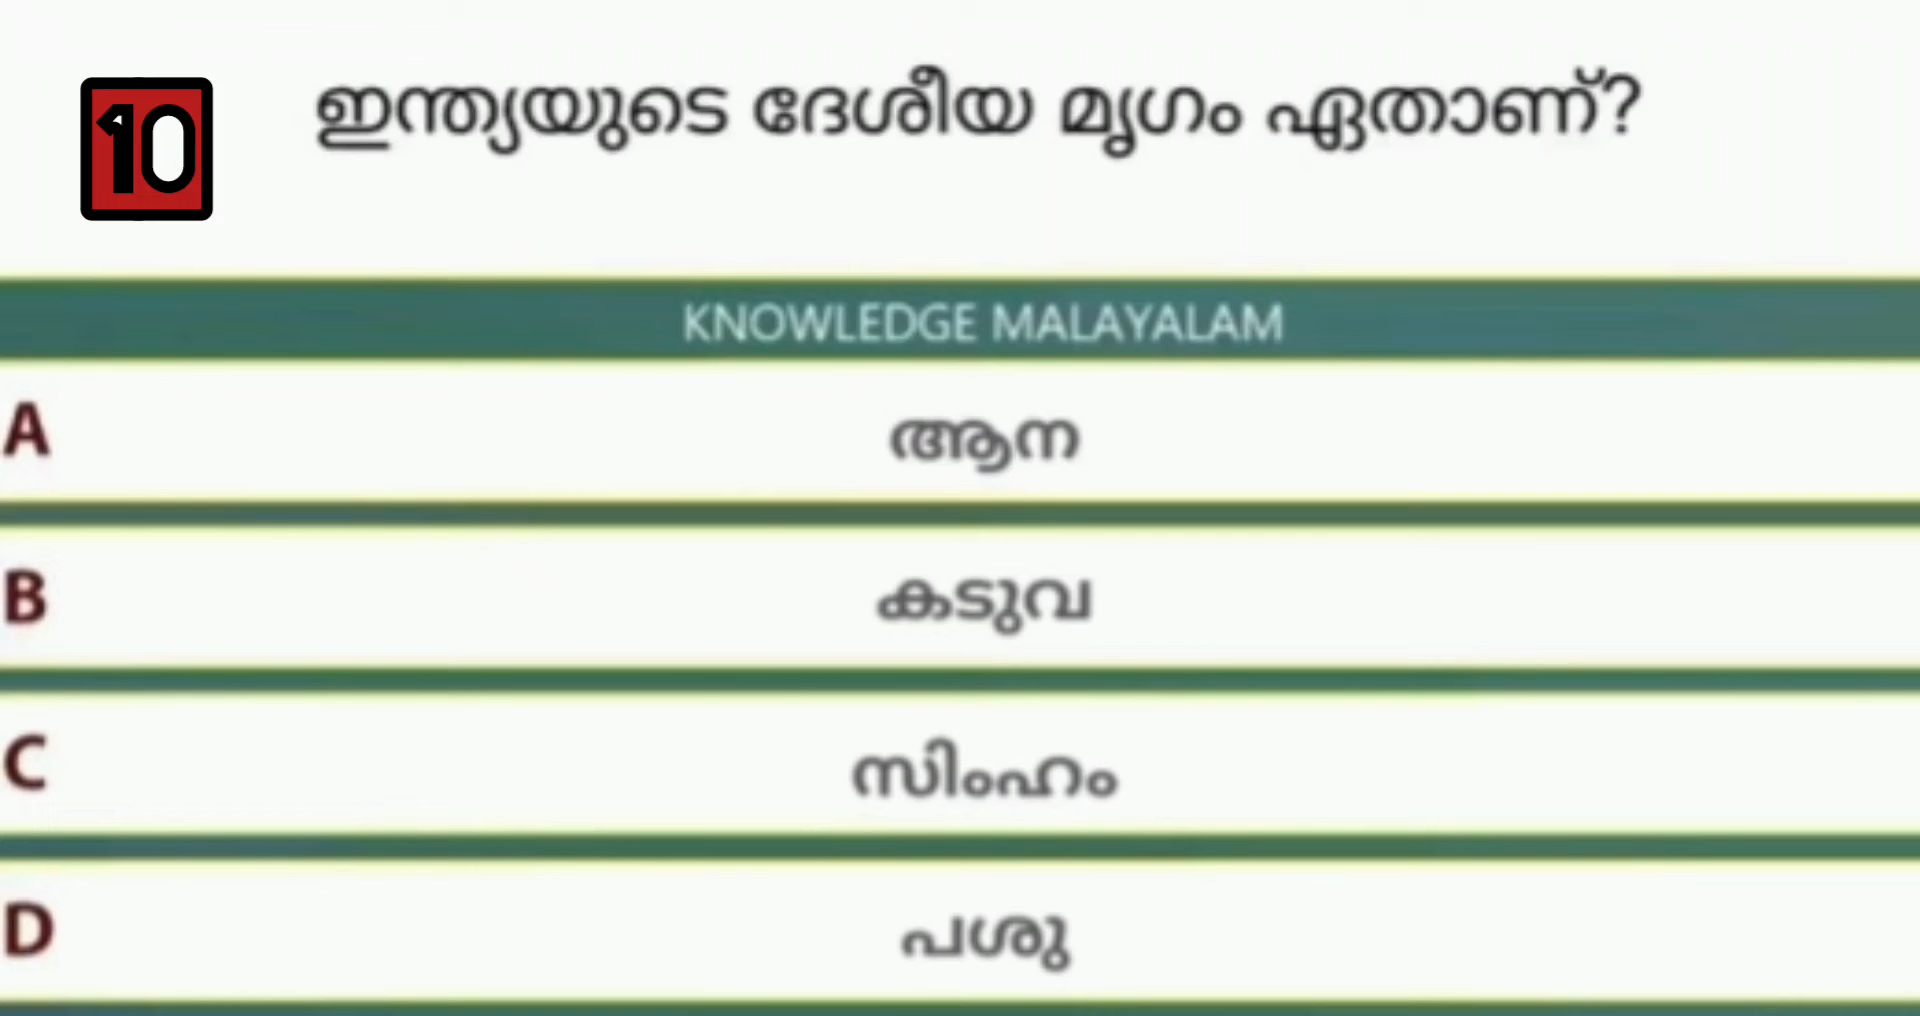 10
ഇന്ത്യയുടെ ദേശീയ മൃഗം ഏതാണ്?
KNOWLEDGE MALAYALAM
A ആന
B കടുവ
C സിംഹം
D പശു